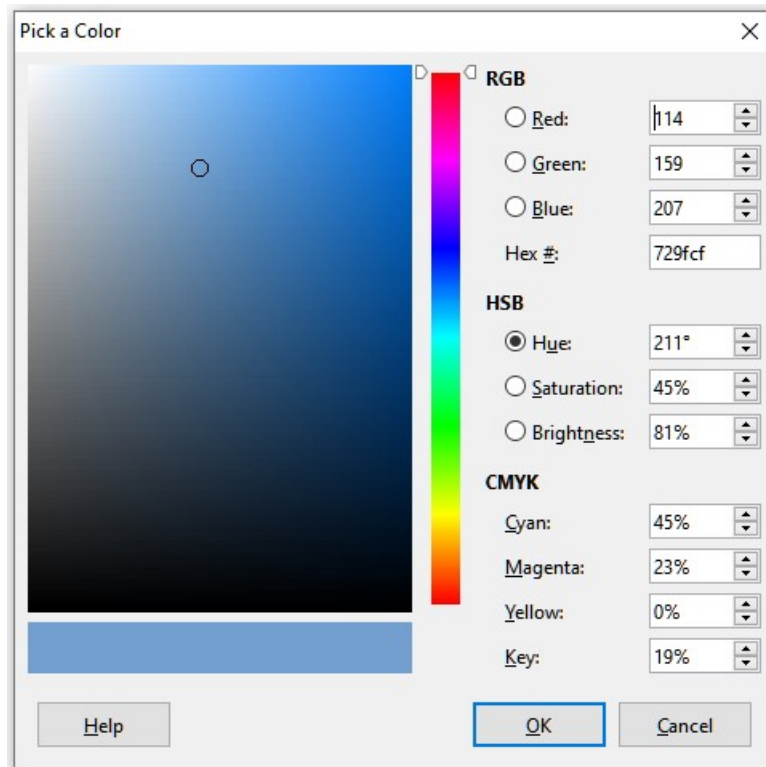 Pick a Color
RGB
Red: 114
Green: 159
Blue: 207
Hex #: 729fcf
HSB
Hue: 211°
Saturation: 45%
Brightness: 81%
CMYK
Cyan: 45%
Magenta: 23%
Yellow: 0%
Key: 19%
Help OK Cancel